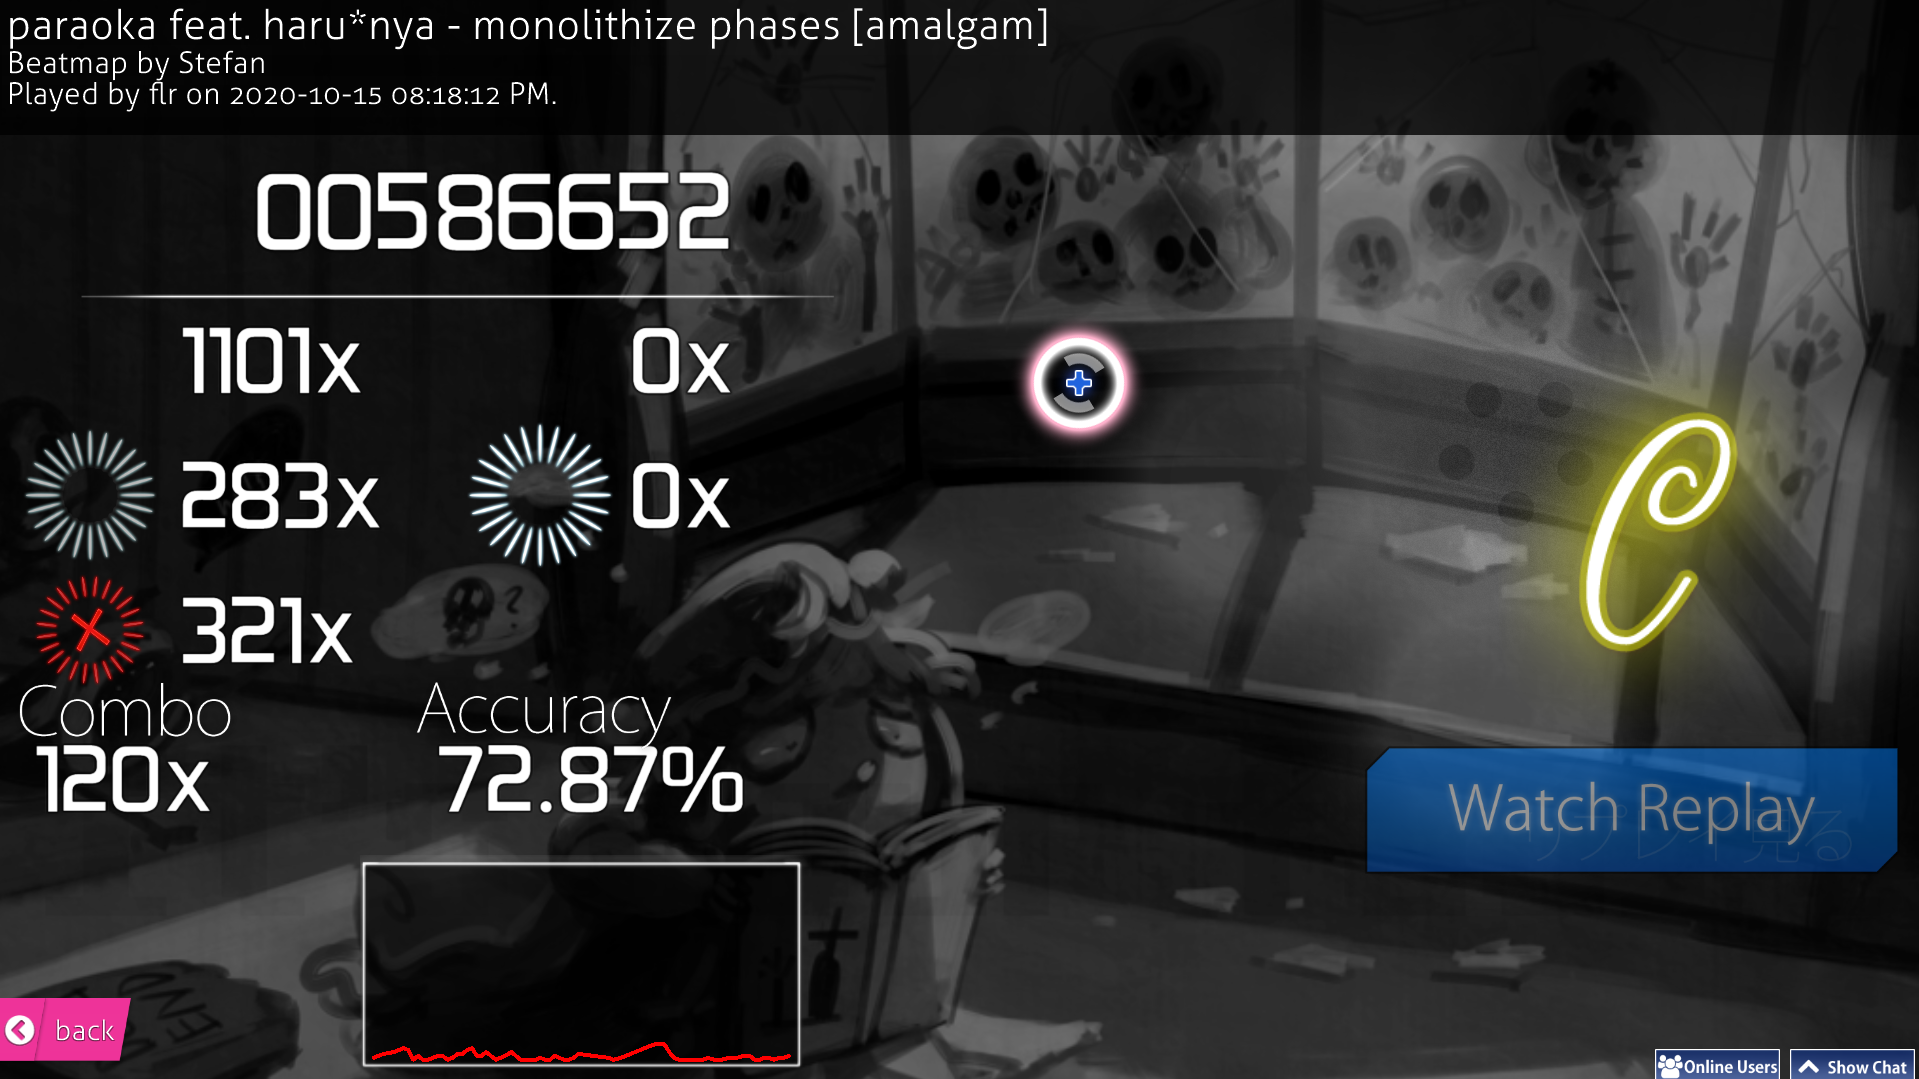 paraoka feat. haru*nya - monolithize phases [amalgam]
Beatmap by Stefan
Played by flr on 2020-10-15 08:18:12 PM.
00586652
1101x 0x
283x 0x
321x
Combo Accuracy
120x 72.87%
C
Watch Replay
back
Online Users Show Chat